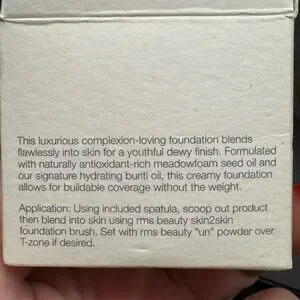 This luxurious complexion-loving foundation blends
flawlessly into skin for a youthful dewy finish. Formulated
with naturally antioxidant-rich meadowfoam seed oil and
our signature hydrating buriti oil, this creamy foundation
allows for buildable coverage without the weight.
Application: Using included spatula, scoop out product
then blend into skin using rms beauty skin2skin
foundation brush. Set with rms beauty "un" powder over
T-zone if desired.